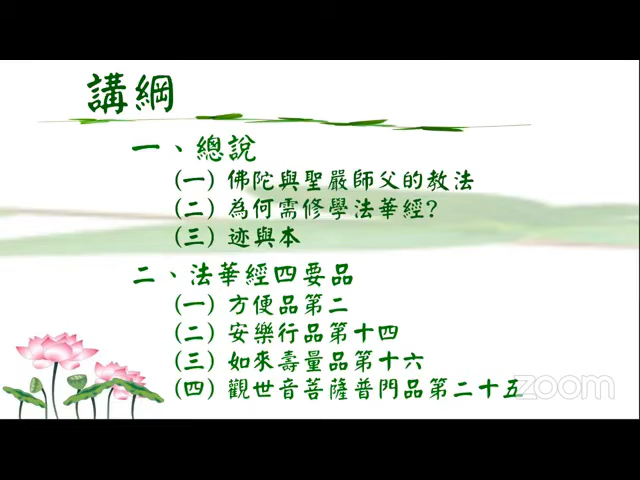 講綱
一、總說
(一) 佛陀與聖嚴師父的教法
(二) 為何需修學法華經?
(三) 迹與本
二、法華經四要品
(一) 方便品第二
(二) 安樂行品第十四
(三) 如來壽量品第十六
(四) 觀世音菩薩普門品第二十五
zoom